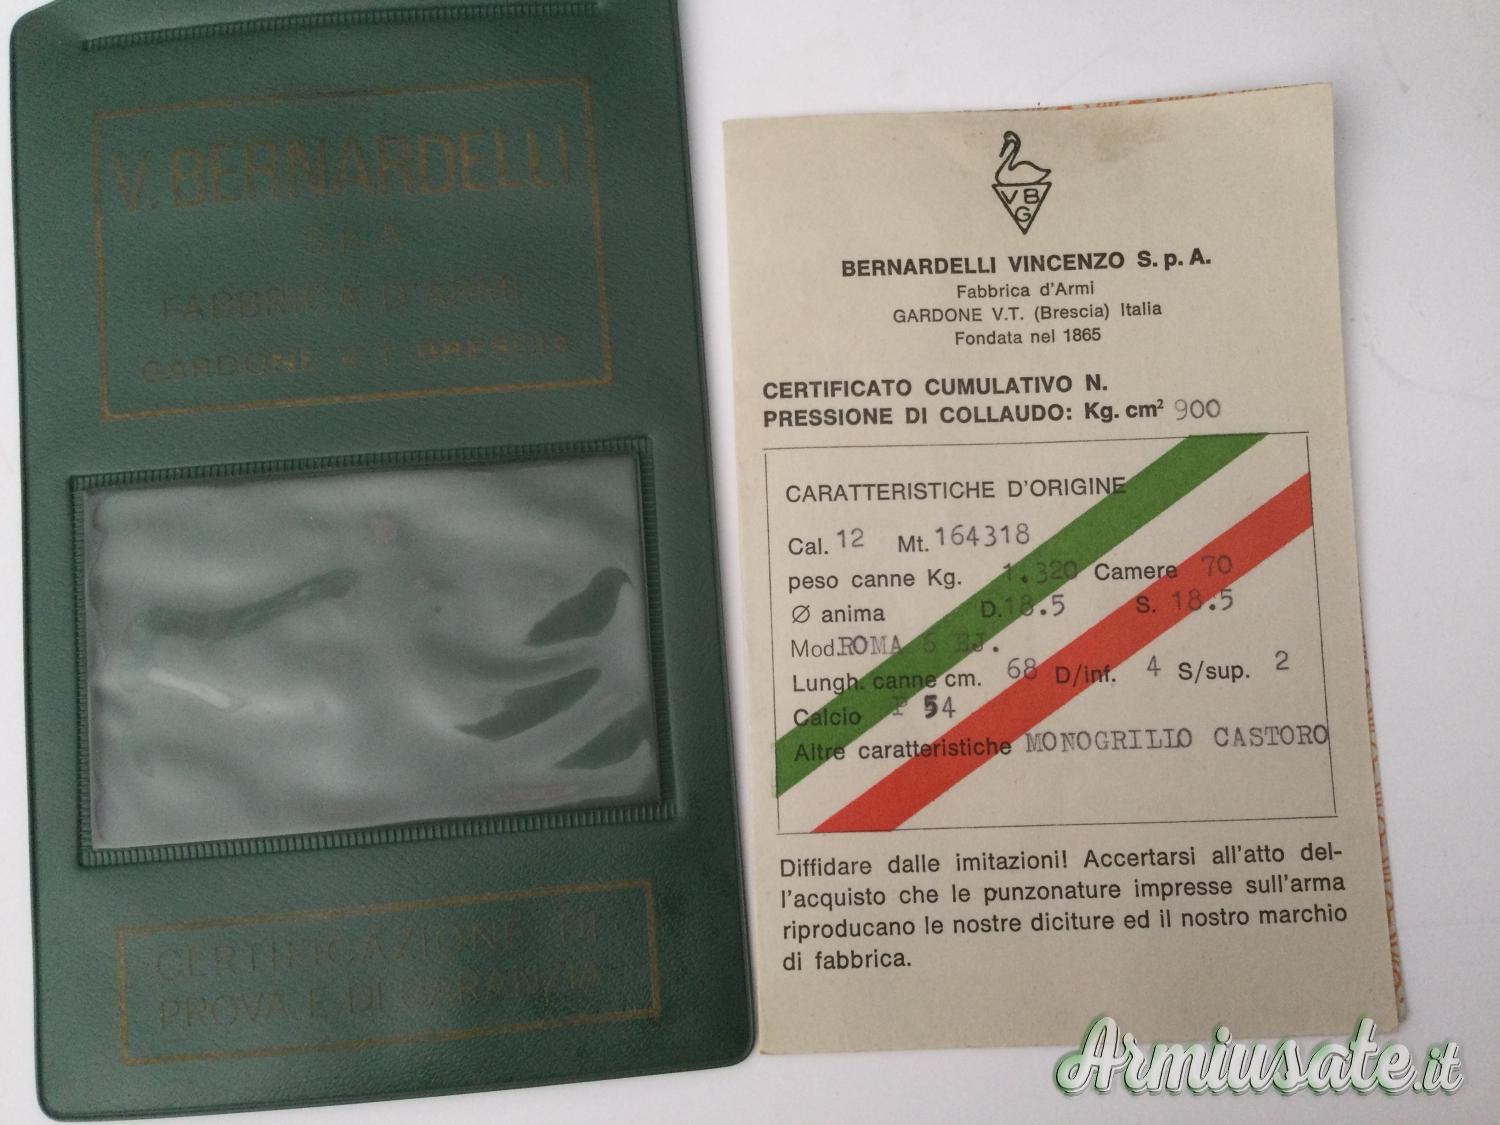 V. BERNARDELLI
S.p.A
FABBRICA D'ARMI
GARDONE V. T. BRESCIA
CERTIFICAZIONE DI
PROVA E DI GARANZIA
VB
G
BERNARDELLI VINCENZO S. p. A.
Fabbrica d'Armi
GARDONE V.T. (Brescia) Italia
Fondata nel 1865
CERTIFICATO CUMULATIVO N.
PRESSIONE DI COLLAUDO: Kg. cm² 900
CARATTERISTICHE D'ORIGINE
Cal. 12 Mt. 164318
peso canne Kg. 1.320 Camere 70
Ø anima D. 18.5 S. 18.5
Mod. ROMA 6 EJ.
Lungh. canne cm. 68 D/inf. 4 S/sup. 2
Calcio P 54
Altre caratteristiche MONOGRILLO CASTORO
Diffidare dalle imitazioni! Accertarsi all'atto del-
l'acquisto che le punzonature impresse sull'arma
riproducano le nostre diciture ed il nostro marchio
di fabbrica.
Armiusate.it